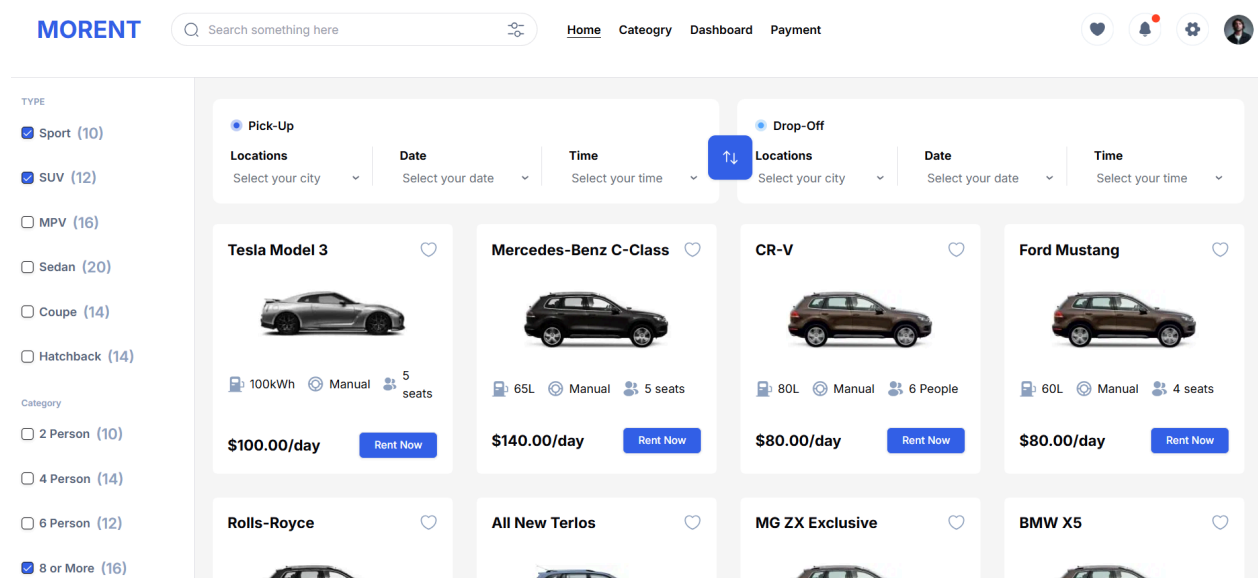 MORENT
Search something here
Home Cateogry Dashboard Payment
TYPE
Sport (10)
SUV (12)
MPV (16)
Sedan (20)
Coupe (14)
Hatchback (14)
Category
2 Person (10)
4 Person (14)
6 Person (12)
8 or More (16)
Pick-Up
Locations Date Time
Select your city Select your date Select your time
Drop-Off
Locations Date Time
Select your city Select your date Select your time
Tesla Model 3
100kWh Manual 5
seats
$100.00/day Rent Now
Mercedes-Benz C-Class
65L Manual 5 seats
$140.00/day Rent Now
CR-V
80L Manual 6 People
$80.00/day Rent Now
Ford Mustang
60L Manual 4 seats
$80.00/day Rent Now
Rolls-Royce
All New Terlos
MG ZX Exclusive
BMW X5